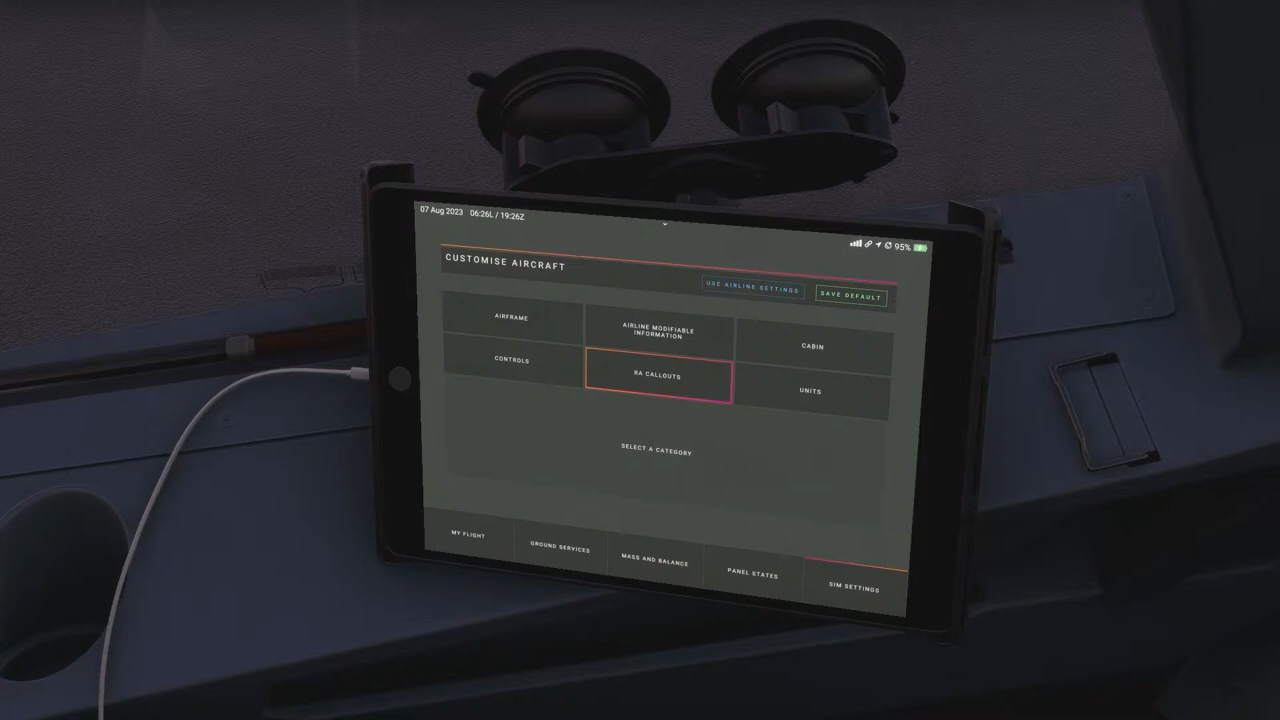 07 Aug 2023 06:26L / 19:26Z
95%
CUSTOMISE AIRCRAFT
USE AIRLINE SETTINGS
SAVE DEFAULT
AIRFRAME
AIRLINE MODIFIABLE
INFORMATION
CABIN
CONTROLS
RA CALLOUTS
UNITS
SELECT A CATEGORY
MY FLIGHT
GROUND SERVICES
MASS AND BALANCE
PANEL STATES
SIM SETTINGS